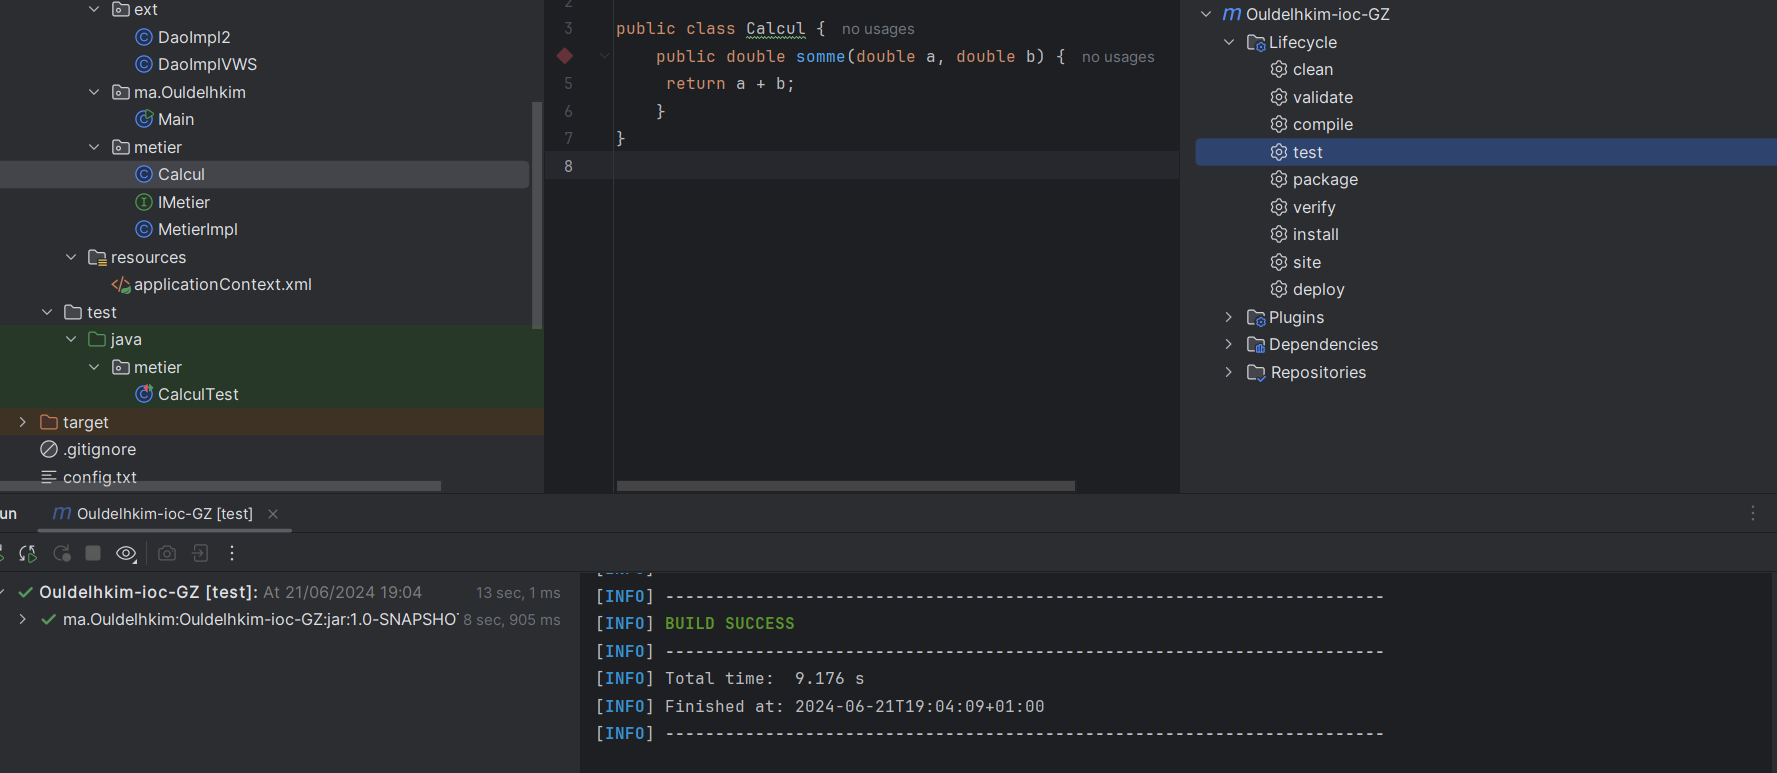 ext
DaoImpl2
DaoImplVWS
ma.Ouldelhkim
Main
metier
Calcul
IMetier
MetierImpl
resources
applicationContext.xml
test
java
metier
CalculTest
target
.gitignore
config.txt
2
3 public class Calcul { no usages
public double somme(double a, double b) { no usages
5 return a + b;
6 }
7 }
8
m Ouldelhkim-ioc-GZ
Lifecycle
clean
validate
compile
test
package
verify
install
site
deploy
Plugins
Dependencies
Repositories
un m Ouldelhkim-ioc-GZ [test] ×
Ouldelhkim-ioc-GZ [test]: At 21/06/2024 19:04 13 sec, 1 ms
ma.Ouldelhkim:Ouldelhkim-ioc-GZ:jar:1.0-SNAPSHO 8 sec, 905 ms
[INFO]
[INFO] ------------------------------------------------------------------------
[INFO] BUILD SUCCESS
[INFO] ------------------------------------------------------------------------
[INFO] Total time:  9.176 s
[INFO] Finished at: 2024-06-21T19:04:09+01:00
[INFO] ------------------------------------------------------------------------